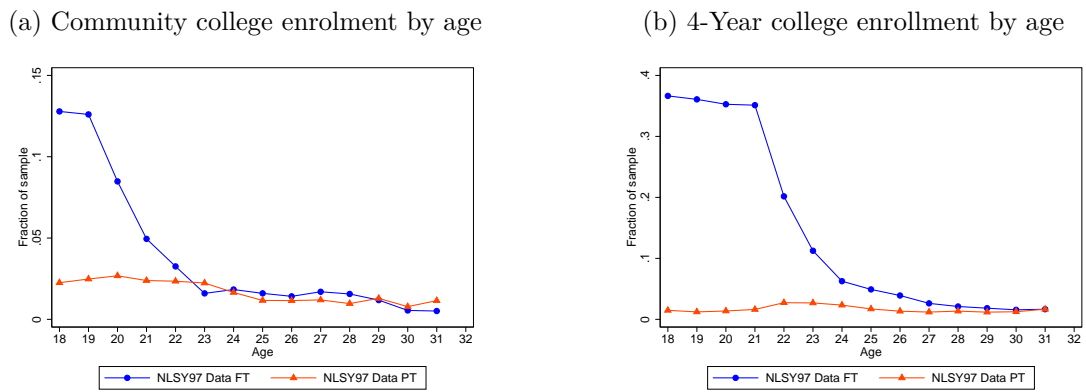 (a) Community college enrolment by age
.15
.1
.05
0
Fraction of sample
18 19 20 21 22 23 24 25 26 27 28 29 30 31 32
Age
NLSY97 Data FT NLSY97 Data PT
(b) 4-Year college enrollment by age
.4
.3
.2
.1
0
Fraction of sample
18 19 20 21 22 23 24 25 26 27 28 29 30 31 32
Age
NLSY97 Data FT NLSY97 Data PT